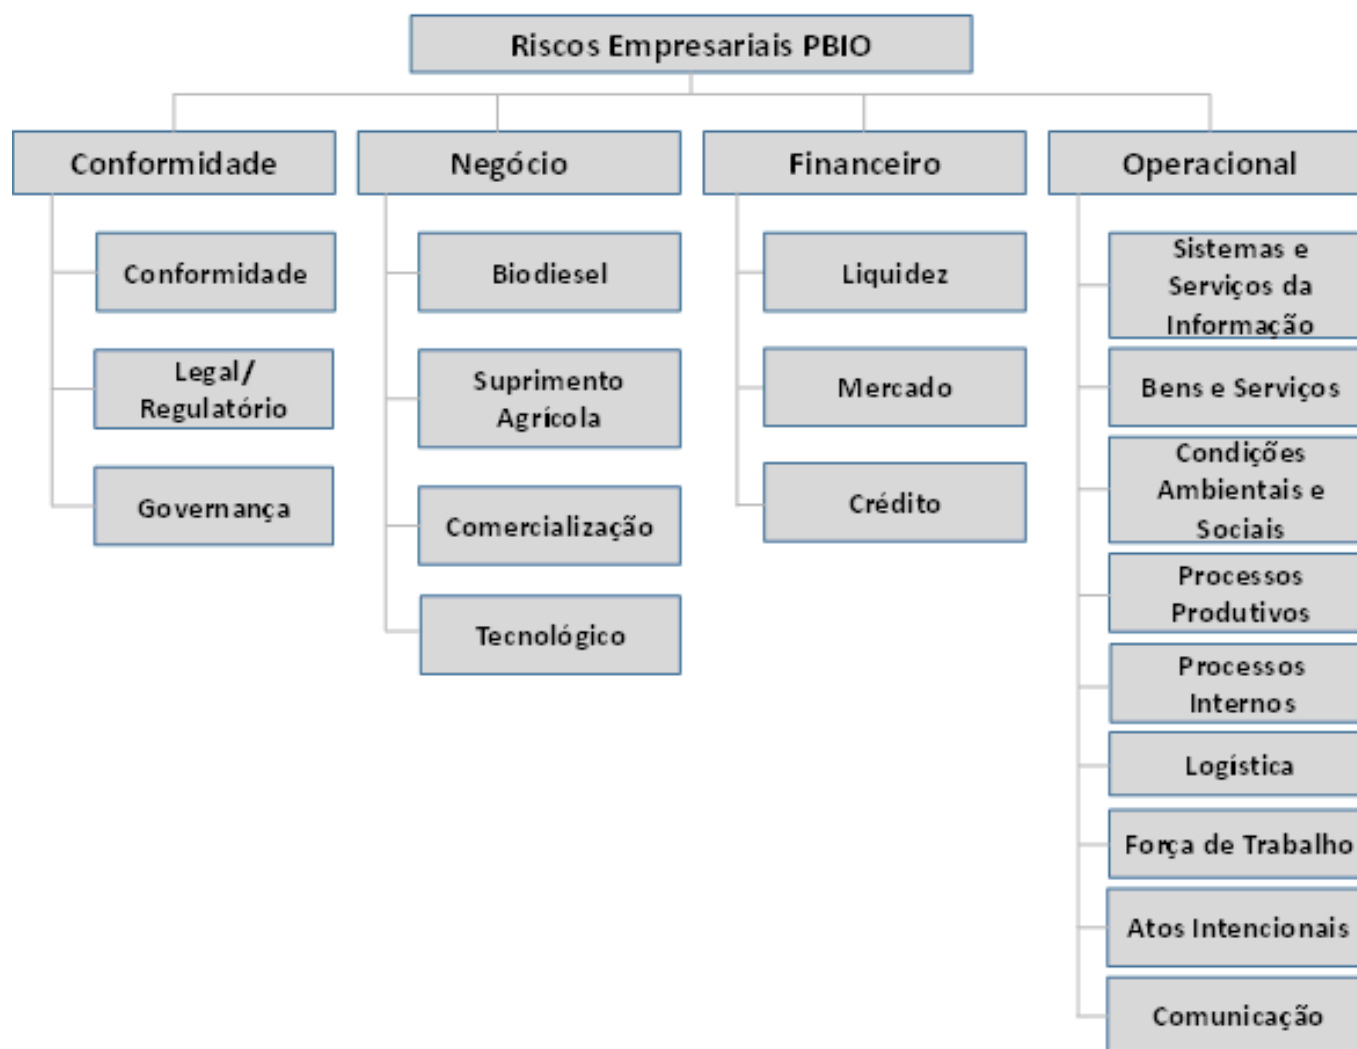 Riscos Empresariais PBIO
Conformidade
Negócio
Financeiro
Operacional
Conformidade
Legal/
Regulatório
Governança
Biodiesel
Suprimento
Agrícola
Comercialização
Tecnológico
Liquidez
Mercado
Crédito
Sistemas e
Serviços da
Informação
Bens e Serviços
Condições
Ambientais e
Sociais
Processos
Produtivos
Processos
Internos
Logística
Força de Trabalho
Atos Intencionais
Comunicação